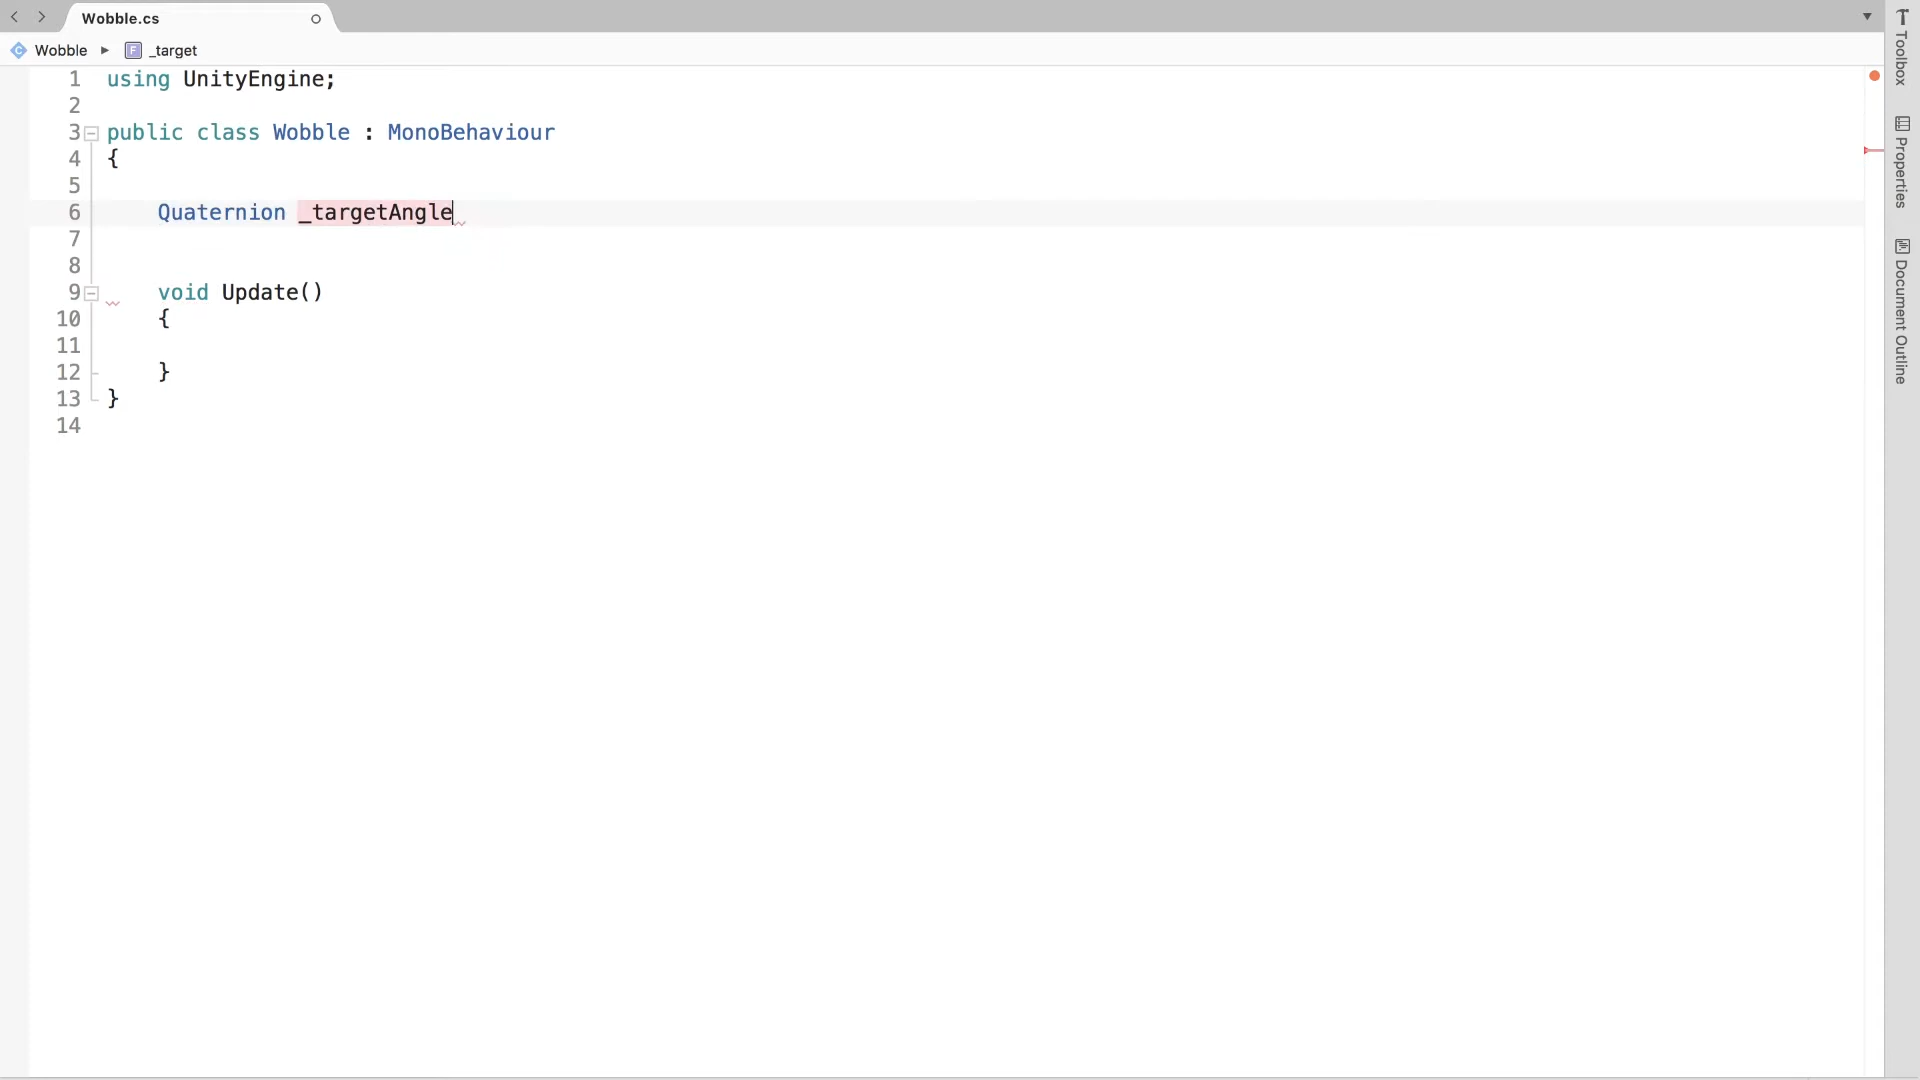 Wobble.cs
Wobble
F _target
1 using UnityEngine;
2
3 public class Wobble : MonoBehaviour
4 {
5
6 Quaternion _targetAngle
7
8
9 void Update()
10 {
11
12 }
13 }
14
Toolbox
Properties
Document Outline